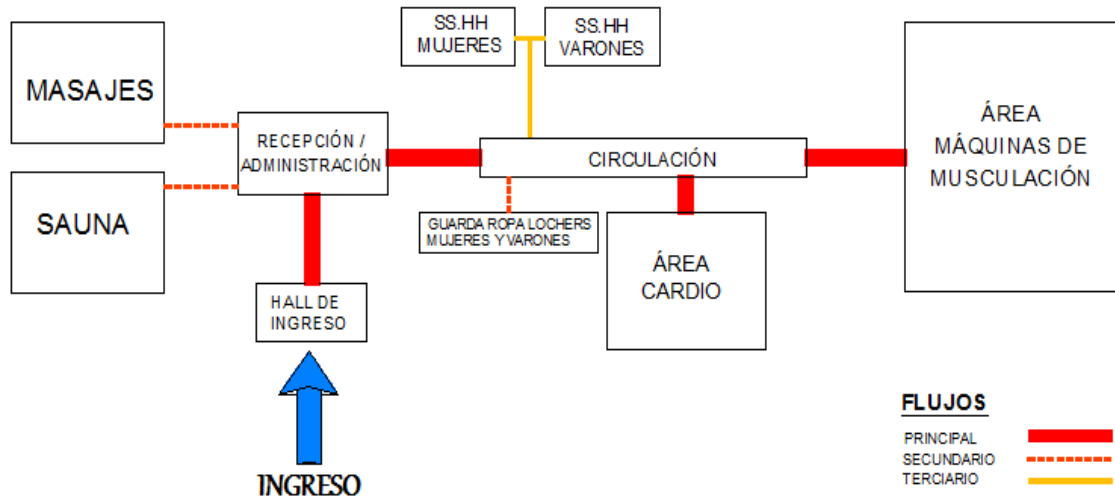 SS.HH
MUJERES
SS.HH
VARONES
MASAJES
RECEPCIÓN /
ADMINISTRACIÓN
CIRCULACIÓN
ÁREA
MÁQUINAS DE
MUSCULACIÓN
SAUNA
GUARDA ROPA LOCHERS
MUJERES Y VARONES
ÁREA
CARDIO
HALL DE
INGRESO
INGRESO
FLUJOS
PRINCIPAL
SECUNDARIO
TERCIARIO